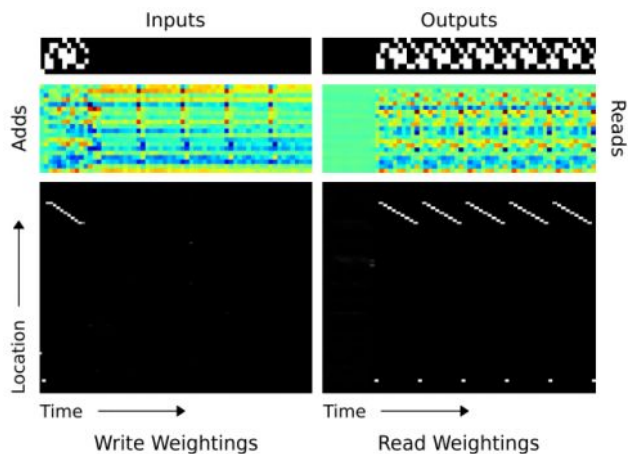 Inputs
Outputs
Adds
Reads
Location
Time
Time
Write Weightings
Read Weightings